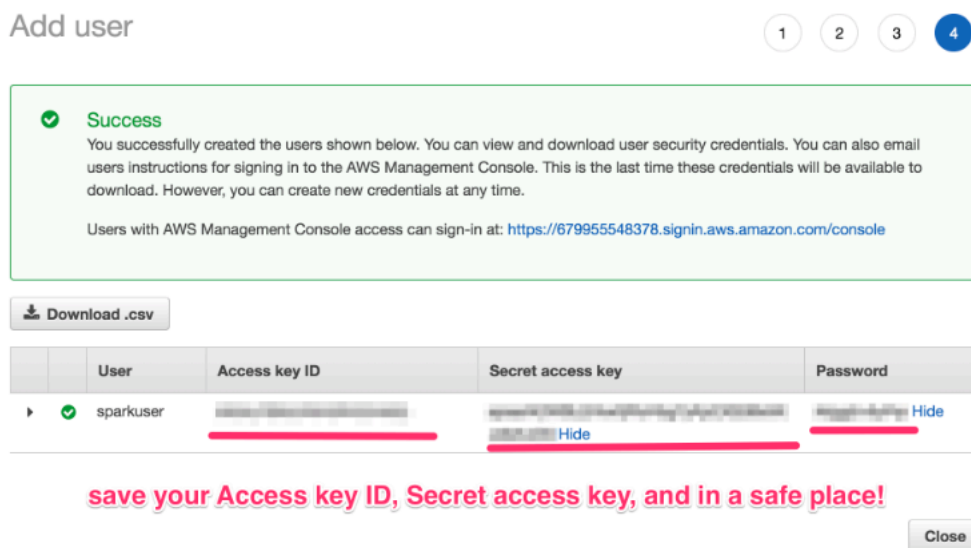 Add user
1 2 3 4
Success
You successfully created the users shown below. You can view and download user security credentials. You can also email
users instructions for signing in to the AWS Management Console. This is the last time these credentials will be available to
download. However, you can create new credentials at any time.
Users with AWS Management Console access can sign-in at: https://679955548378.signin.aws.amazon.com/console
Download .csv
User Access key ID Secret access key Password
sparkuser Hide
Hide
save your Access key ID, Secret access key, and in a safe place!
Close